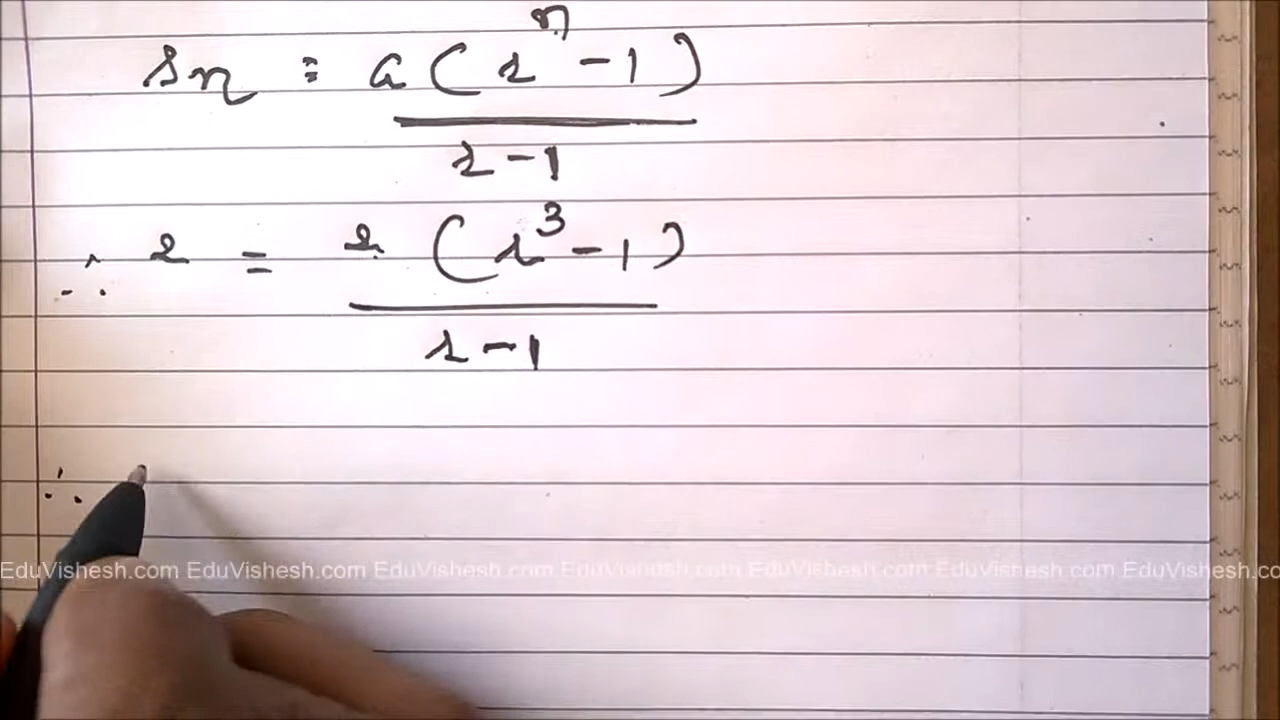 Sn = a(r^n - 1)
r - 1
∴ 2 = 2(r^3 - 1)
r - 1
∴
EduVishesh.com EduVishesh.com EduVishesh.com EduVishesh.com EduVishesh.com EduVishesh.com EduVishesh.co